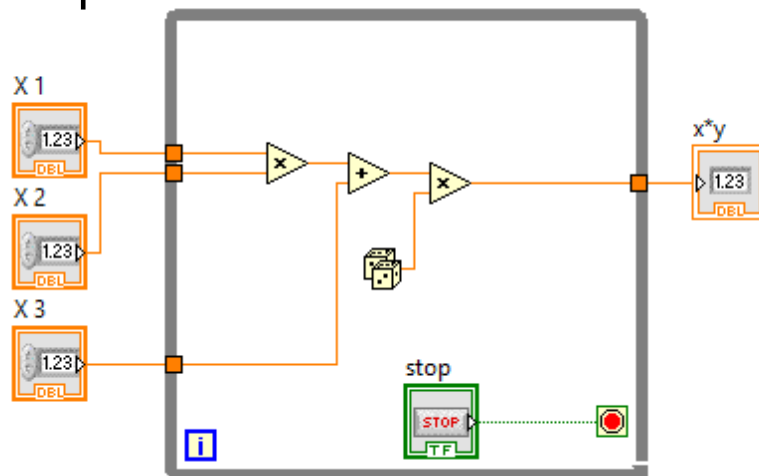 X 1
1.23
DBL
X 2
1.23
DBL
X 3
1.23
DBL
x
+
x
x*y
1.23
DBL
stop
STOP
TF
i